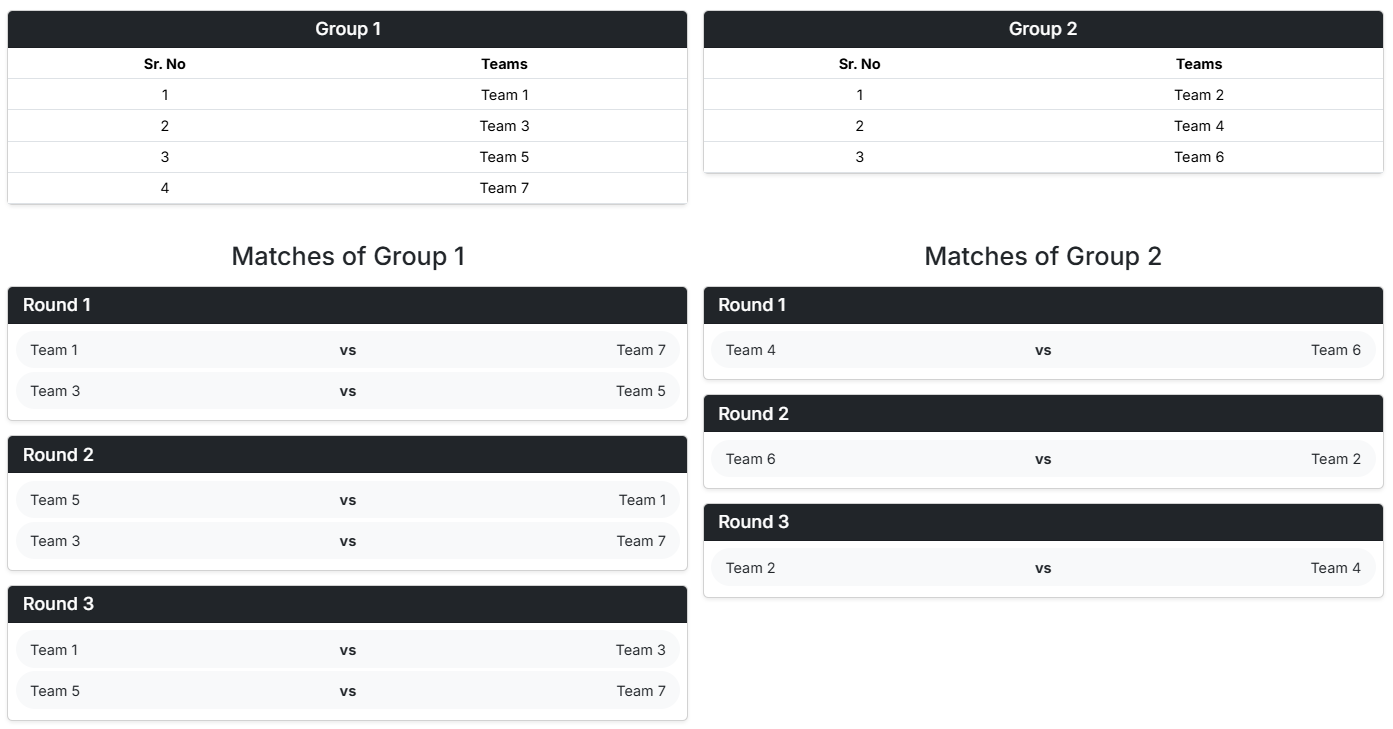 Group 1
Sr. No Teams
1 Team 1
2 Team 3
3 Team 5
4 Team 7
Group 2
Sr. No Teams
1 Team 2
2 Team 4
3 Team 6
Matches of Group 1
Round 1
Team 1 vs Team 7
Team 3 vs Team 5
Round 2
Team 5 vs Team 1
Team 3 vs Team 7
Round 3
Team 1 vs Team 3
Team 5 vs Team 7
Matches of Group 2
Round 1
Team 4 vs Team 6
Round 2
Team 6 vs Team 2
Round 3
Team 2 vs Team 4